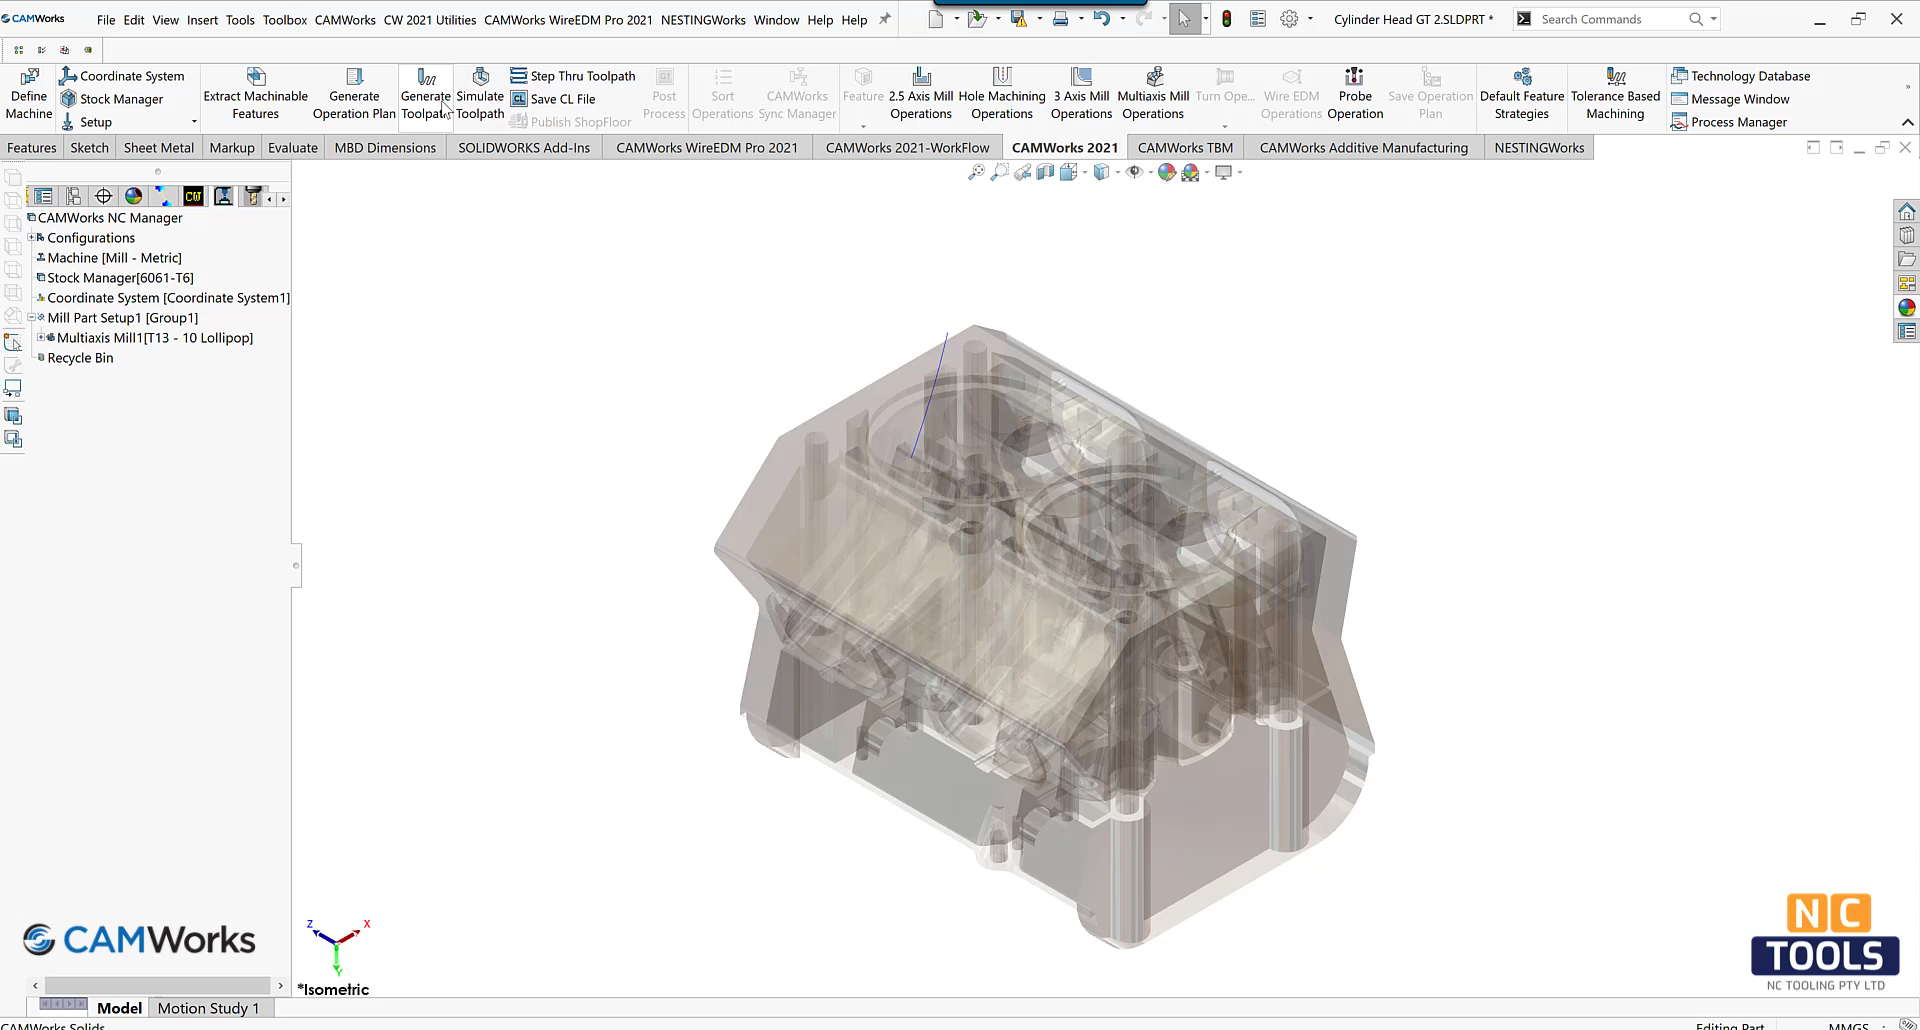 CAMWorks
File Edit View Insert Tools Toolbox CAMWorks CW 2021 Utilities CAMWorks WireEDM Pro 2021 NESTINGWorks Window Help Help
Cylinder Head GT 2.SLDPRT *
Search Commands
Define
Machine
Coordinate System
Stock Manager
Setup
Extract Machinable
Features
Generate
Operation Plan
Generate
Toolpath
Simulate
Toolpath
Step Thru Toolpath
CL Save CL File
Publish ShopFloor
G1
Post
Process
Sort
Operations
CAMWorks
Sync Manager
Feature
2.5 Axis Mill
Operations
Hole Machining
Operations
3 Axis Mill
Operations
Multiaxis Mill
Operations
Turn Ope...
Wire EDM
Operations
Probe
Operation
Save Operation
Plan
Default Feature
Strategies
Tolerance Based
Machining
Technology Database
Message Window
Process Manager
Features Sketch Sheet Metal Markup Evaluate MBD Dimensions SOLIDWORKS Add-Ins CAMWorks WireEDM Pro 2021 CAMWorks 2021-WorkFlow CAMWorks 2021 CAMWorks TBM CAMWorks Additive Manufacturing NESTINGWorks
CW
CAMWorks NC Manager
Configurations
Machine [Mill - Metric]
Stock Manager[6061-T6]
Coordinate System [Coordinate System1]
Mill Part Setup1 [Group1]
Multiaxis Mill1[T13 - 10 Lollipop]
Recycle Bin
CAMWorks
Z X
Y
*Isometric
NC
TOOLS
NC TOOLING PTY LTD
Model Motion Study 1
CAMWorks Solids
Editing Part MMGS